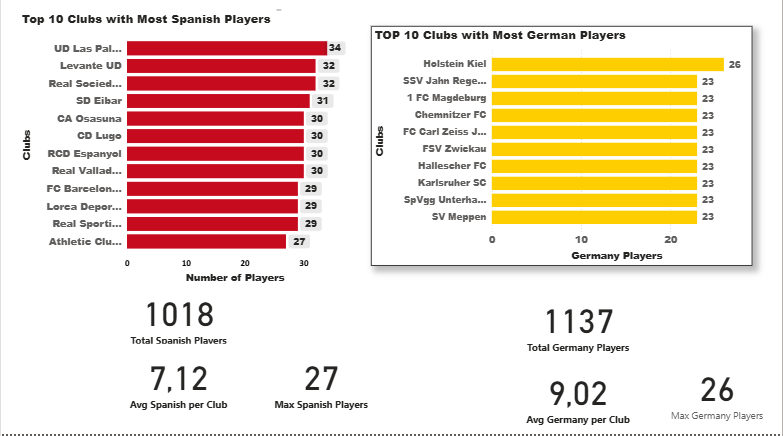 Top 10 Clubs with Most Spanish Players
UD Las Pal... 34
Levante UD 32
Real Socied... 32
SD Eibar 31
CA Osasuna 30
CD Lugo 30
RCD Espanyol 30
Real Vallad... 30
FC Barcelon... 29
Lorca Depor... 29
Real Sporti... 29
Athletic Clu... 27
Clubs
0 10 20 30
Number of Players
TOP 10 Clubs with Most German Players
Holstein Kiel 26
SSV Jahn Rege... 23
1 FC Magdeburg 23
Chemnitzer FC 23
FC Carl Zeiss J... 23
FSV Zwickau 23
Hallescher FC 23
Karlsruher SC 23
SpVgg Unterha... 23
SV Meppen 23
Clubs
0 10 20
Germany Players
1018
Total Spanish Players
7,12
Avg Spanish per Club
27
Max Spanish Players
1137
Total Germany Players
9,02
Avg Germany per Club
26
Max Germany Players